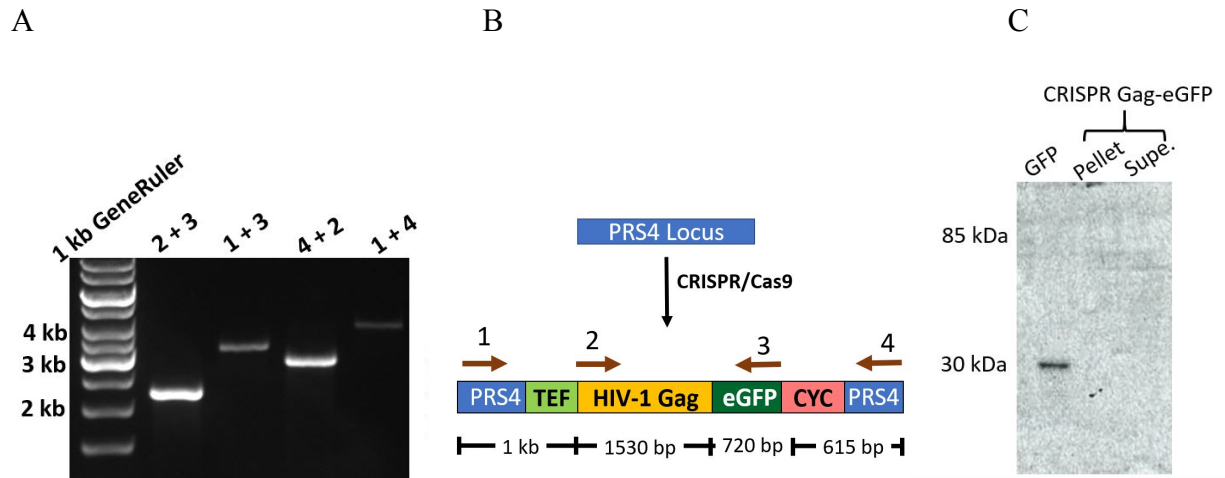 A
1 kb GeneRuler
2 + 3
1 + 3
4 + 2
1 + 4
4 kb
3 kb
2 kb
B
PRS4 Locus
CRISPR/Cas9
1 2 3 4
PRS4 TEF HIV-1 Gag eGFP CYC PRS4
1 kb 1530 bp 720 bp 615 bp
C
CRISPR Gag-eGFP
GFP Pellet Supe.
85 kDa
30 kDa